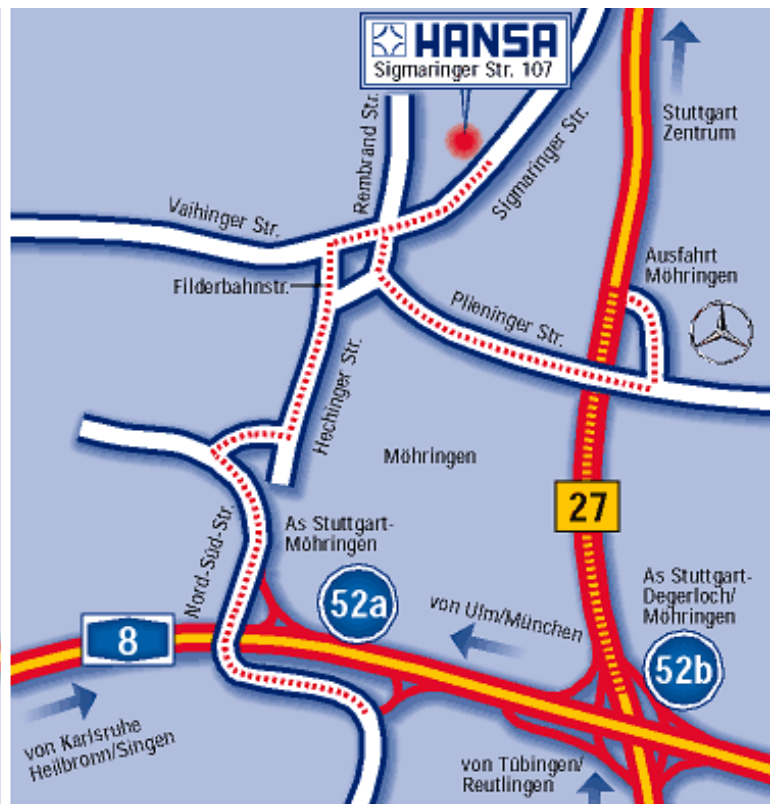 HANSA
Sigmaringer Str. 107
Stuttgart
Zentrum
Rembrand Str.
Sigmaringer Str.
Vaihinger Str.
Ausfahrt
Möhringen
Filderbahnstr.
Plieninger Str.
Hechinger Str.
Möhringen
27
Nord-Süd-Str.
As Stuttgart-
Möhringen
52a
von Ulm/München
As Stuttgart-
Degerloch/
Möhringen
52b
8
von Karlsruhe
Heilbronn/Singen
von Tübingen/
Reutlingen